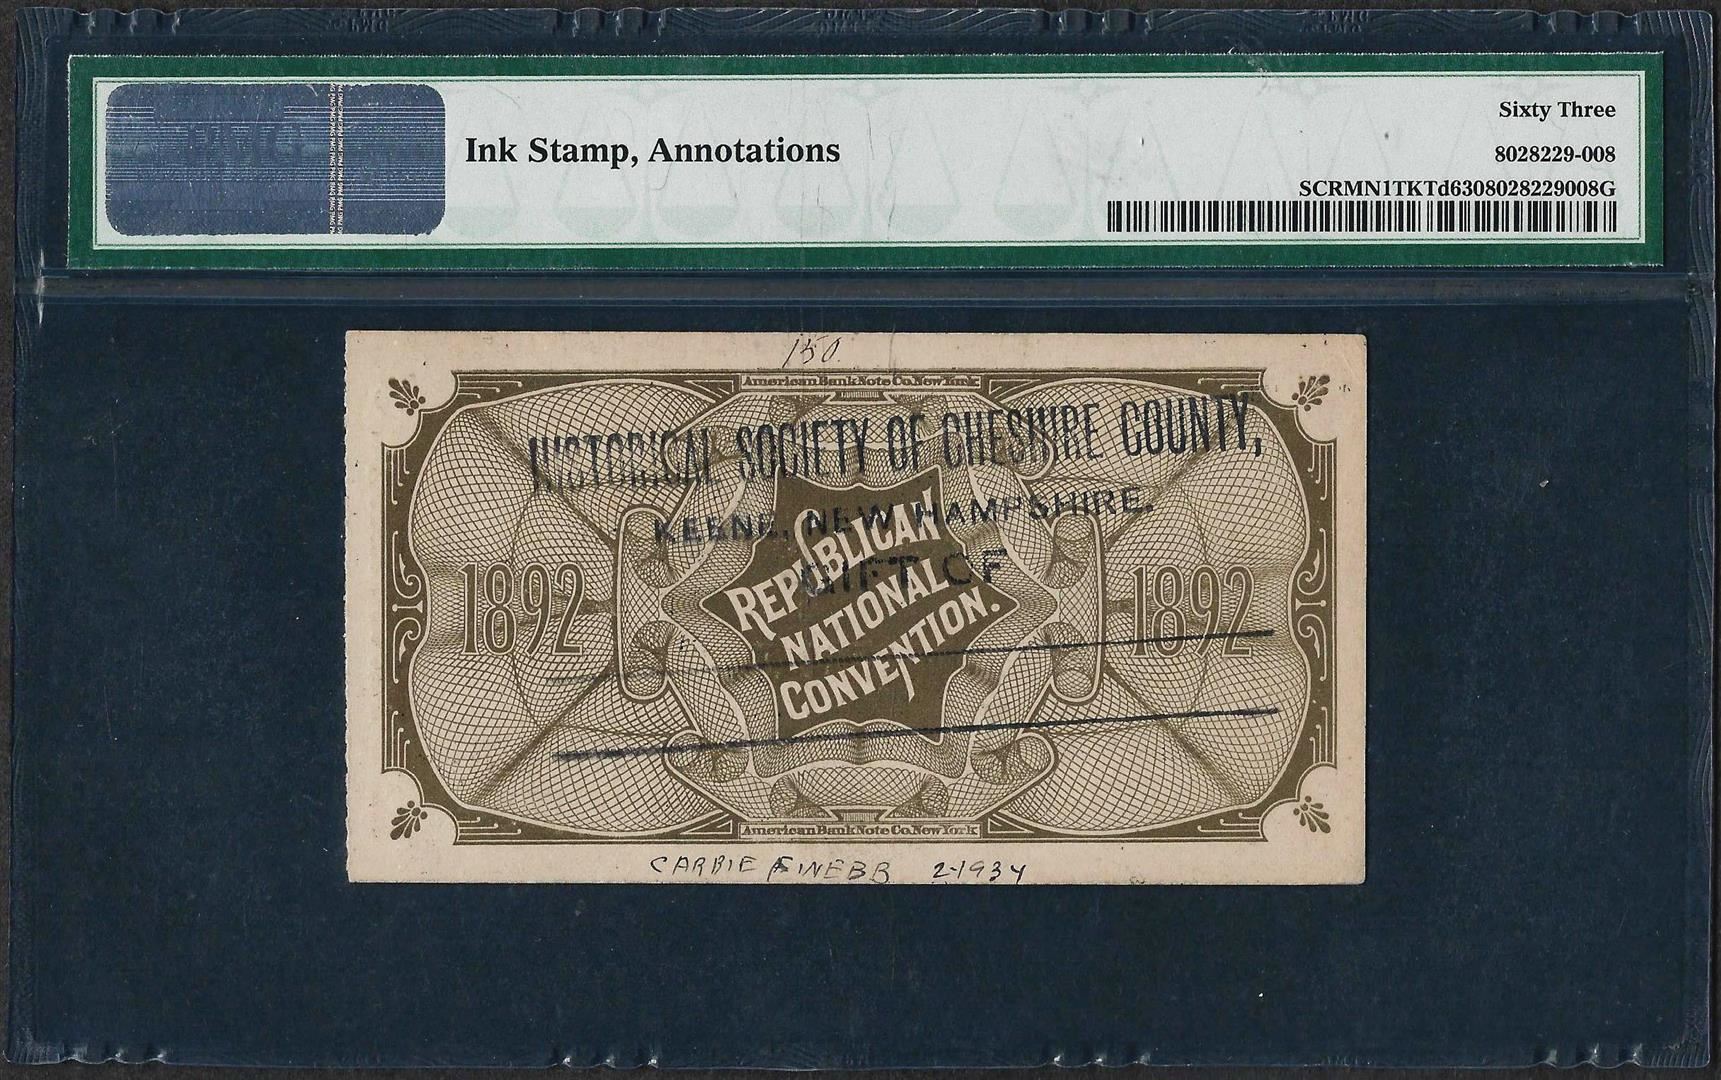 Sixty Three
Ink Stamp, Annotations
8028229-008
SCRMN1TKTd6308028229008G
150.
American Bank Note Co. New York
HISTORICAL SOCIETY OF CHESHIRE COUNTY,
KEENE, NEW HAMPSHIRE.
GIFT OF
1892
REPUBLICAN
NATIONAL
CONVENTION.
1892
American Bank Note Co. New York
CARRIE 2-1934